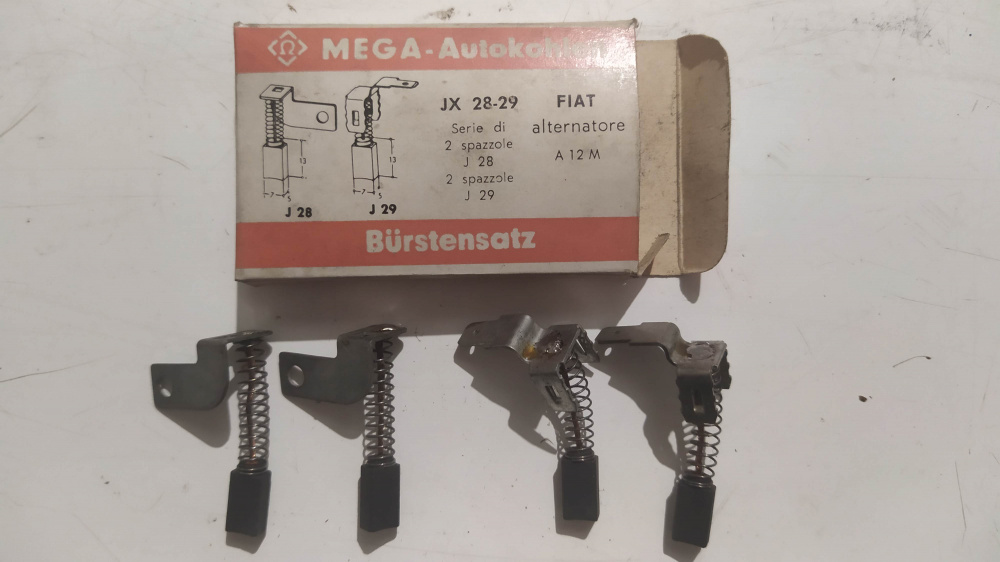 Ω MEGA-Autokohlen
JX 28-29 FIAT
Serie di alternatore
2 spazzole
J 28 A 12 M
2 spazzole
J 29
13
7 5
J 28
13
7 5
J 29
Bürstensatz